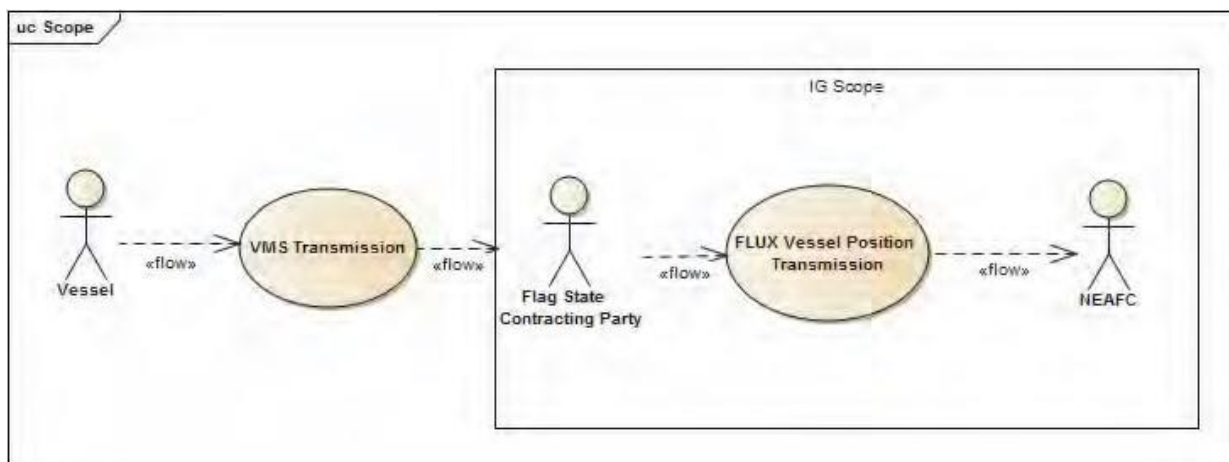 uc Scope
IG Scope
VMS Transmission
FLUX Vessel Position
Transmission
«flow»
«flow»
«flow»
«flow»
Vessel
Flag State
Contracting Party
NEAFC